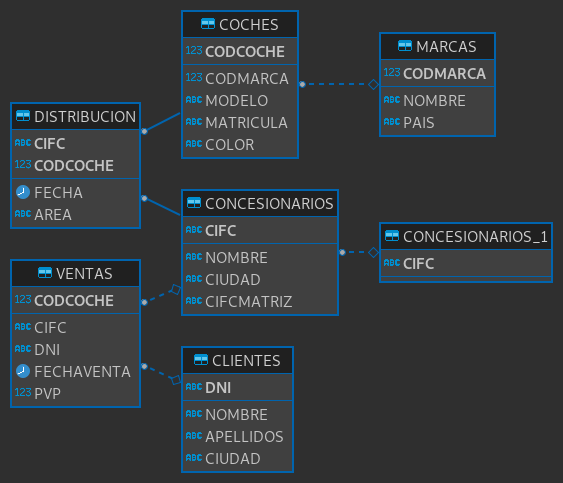 COCHES
123 CODCOCHE
123 CODMARCA
ABC MODELO
ABC MATRICULA
ABC COLOR
MARCAS
123 CODMARCA
ABC NOMBRE
ABC PAIS
DISTRIBUCION
ABC CIFC
123 CODCOCHE
FECHA
ABC AREA
CONCESIONARIOS
ABC CIFC
ABC NOMBRE
ABC CIUDAD
ABC CIFCMATRIZ
CONCESIONARIOS_1
ABC CIFC
VENTAS
123 CODCOCHE
ABC CIFC
ABC DNI
FECHAVENTA
123 PVP
CLIENTES
ABC DNI
ABC NOMBRE
ABC APELLIDOS
ABC CIUDAD